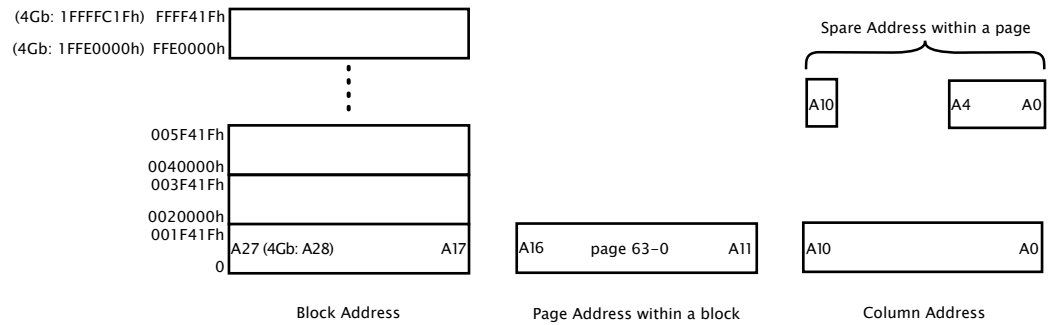 (4Gb: 1FFFFC1Fh) FFFF41Fh
(4Gb: 1FFE0000h) FFE0000h
005F41Fh
0040000h
003F41Fh
0020000h
001F41Fh
A27 (4Gb: A28) A17
0
Block Address
A16 page 63-0 A11
Page Address within a block
Spare Address within a page
A10 A4 A0
A10 A0
Column Address